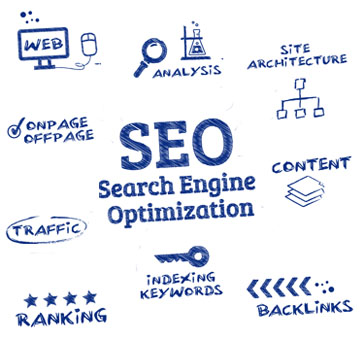 WEB
ANALYSIS
SITE
ARCHITECTURE
ONPAGE
OFFPAGE
SEO
Search Engine
Optimization
CONTENT
TRAFFIC
INDEXING
KEYWORDS
RANKING
BACKLINKS